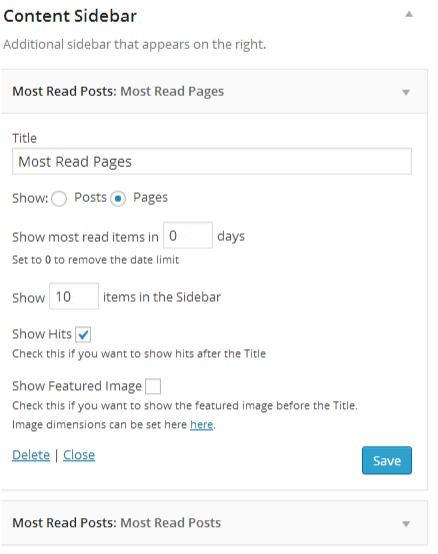 Content Sidebar
Additional sidebar that appears on the right.
Most Read Posts: Most Read Pages
Title
Most Read Pages
Show: Posts Pages
Show most read items in 0 days
Set to 0 to remove the date limit
Show 10 items in the Sidebar
Show Hits
Check this if you want to show hits after the Title
Show Featured Image
Check this if you want to show the featured image before the Title.
Image dimensions can be set here here.
Delete | Close Save
Most Read Posts: Most Read Posts